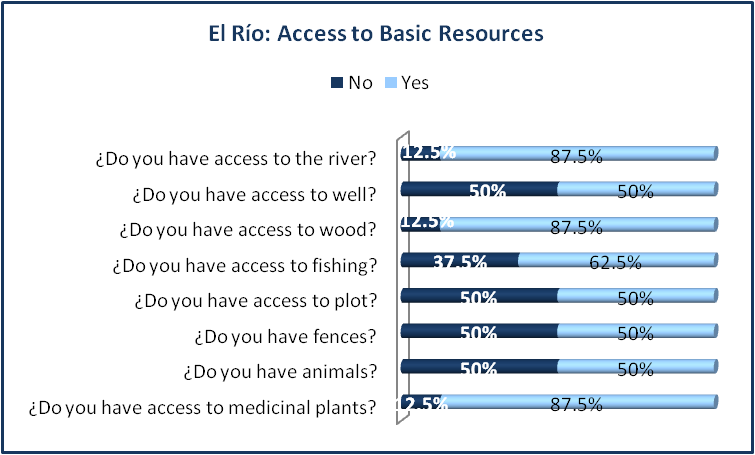 El Río: Access to Basic Resources
No Yes
¿Do you have access to the river? 12.5% 87.5%
¿Do you have access to well? 50% 50%
¿Do you have access to wood? 12.5% 87.5%
¿Do you have access to fishing? 37.5% 62.5%
¿Do you have access to plot? 50% 50%
¿Do you have fences? 50% 50%
¿Do you have animals? 50% 50%
¿Do you have access to medicinal plants? 12.5% 87.5%